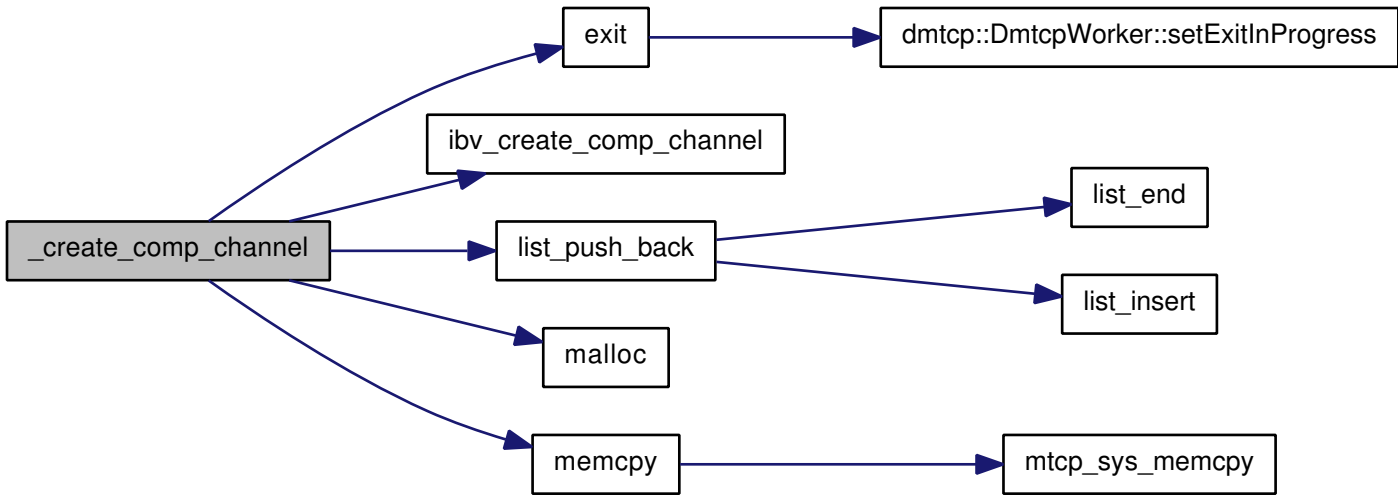 exit
dmtcp::DmtcpWorker::setExitInProgress
ibv_create_comp_channel
list_end
_create_comp_channel
list_push_back
list_insert
malloc
memcpy
mtcp_sys_memcpy